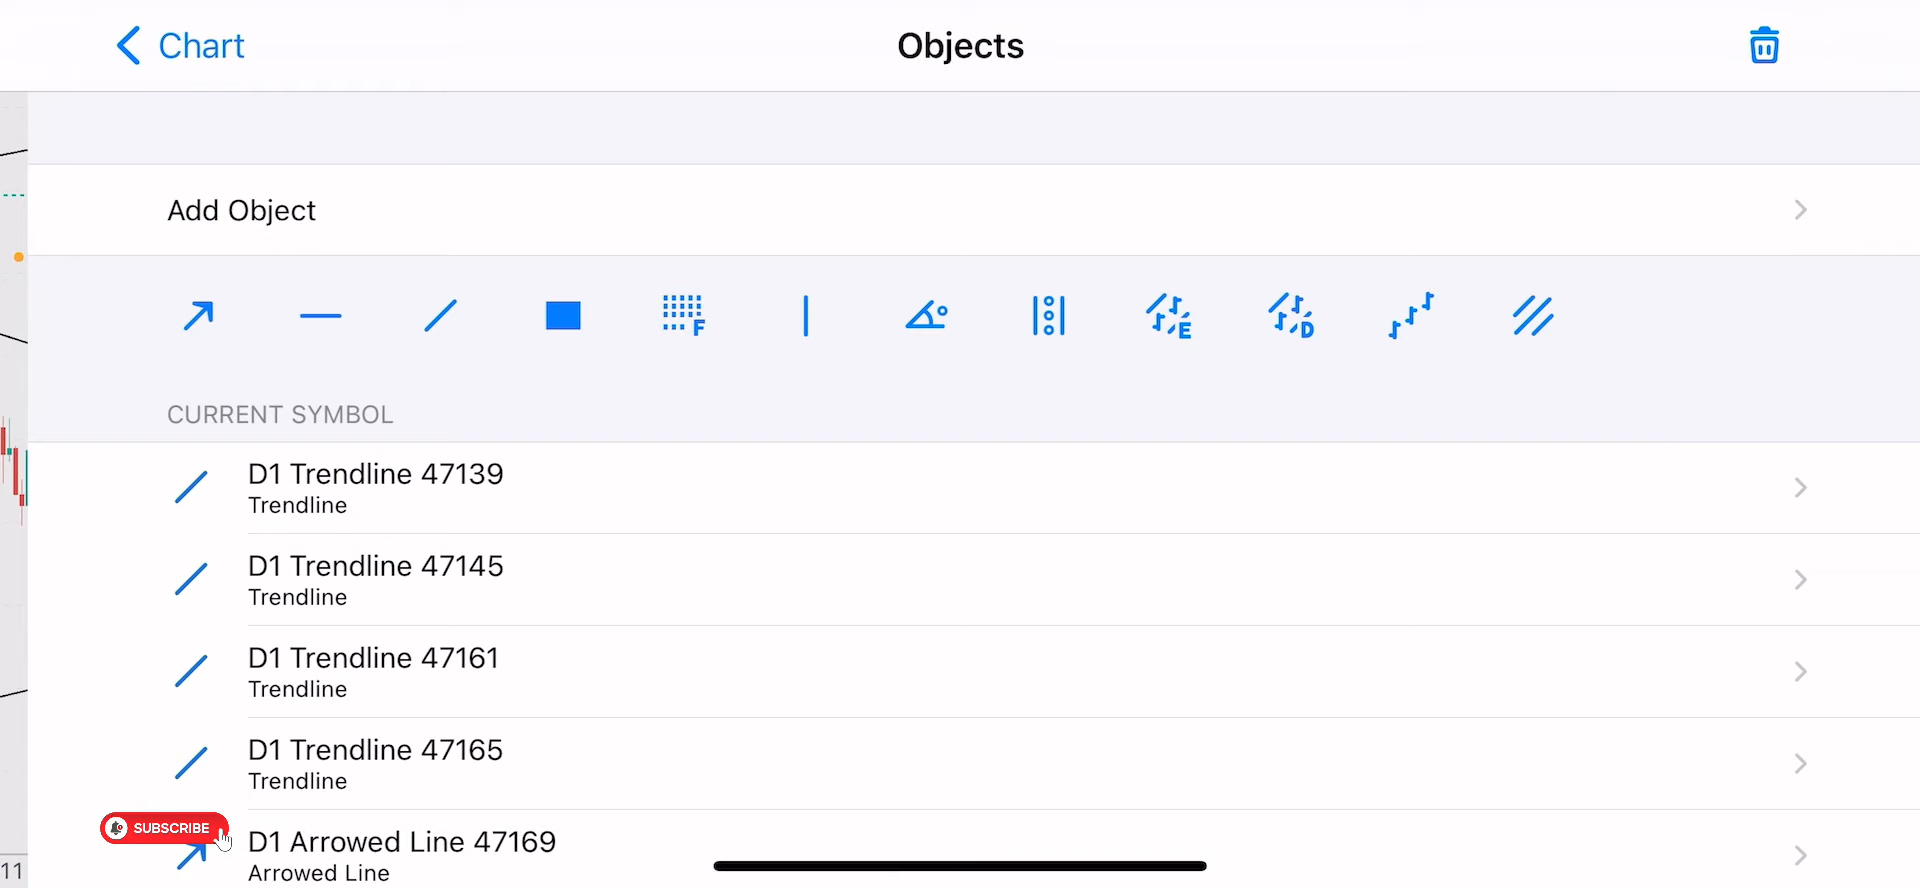 Chart
Objects
Add Object
F
E
D
CURRENT SYMBOL
D1 Trendline 47139
Trendline
D1 Trendline 47145
Trendline
D1 Trendline 47161
Trendline
D1 Trendline 47165
Trendline
SUBSCRIBE
D1 Arrowed Line 47169
Arrowed Line
11